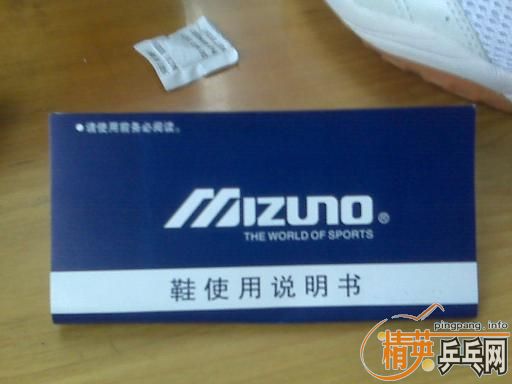 ●请使用前务必阅读。
MIZUNO®
THE WORLD OF SPORTS
鞋使用说明书
pingpang.info
精英乒乓网